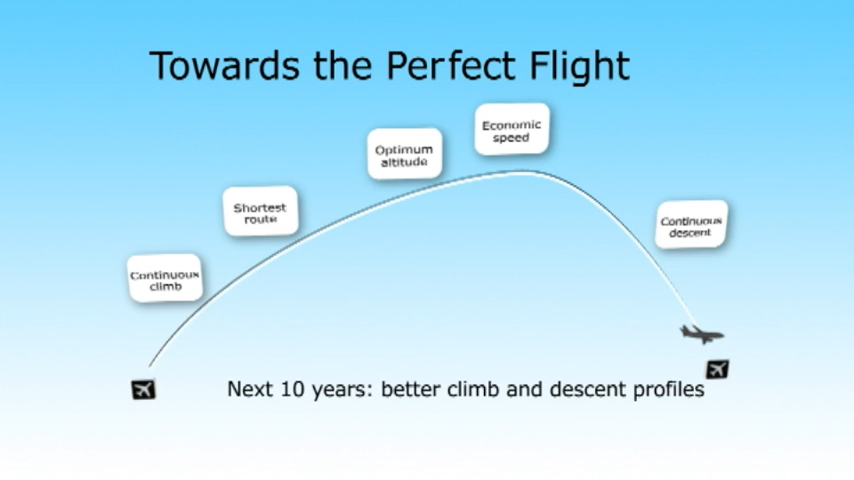 Towards the Perfect Flight
Economic
speed
Optimum
altitude
Shortest
route
Continuous
descent
Continuous
climb
Next 10 years: better climb and descent profiles